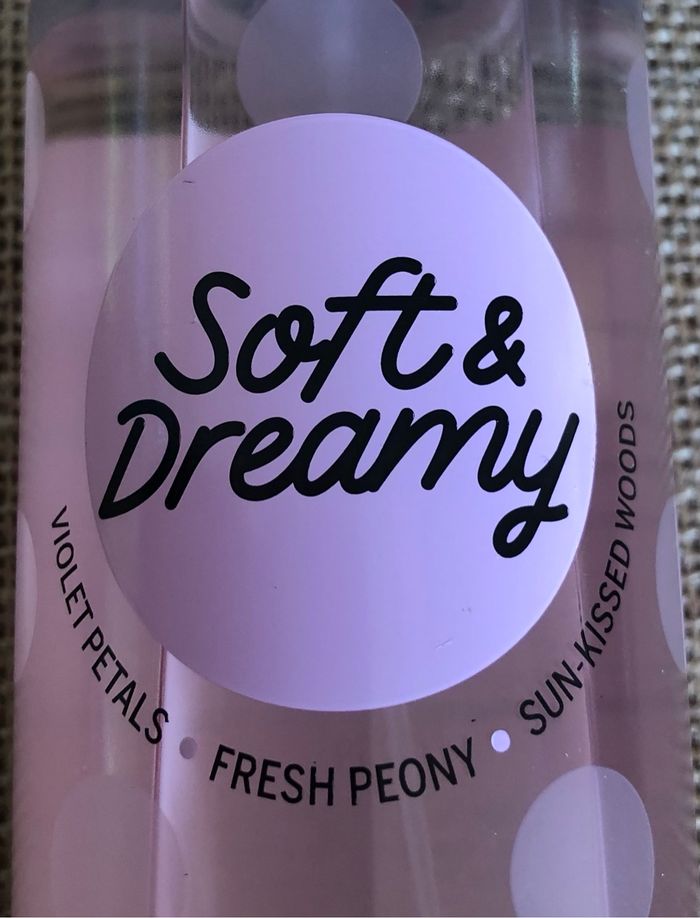 Soft &
Dreamy
VIOLET PETALS • FRESH PEONY • SUN-KISSED WOODS